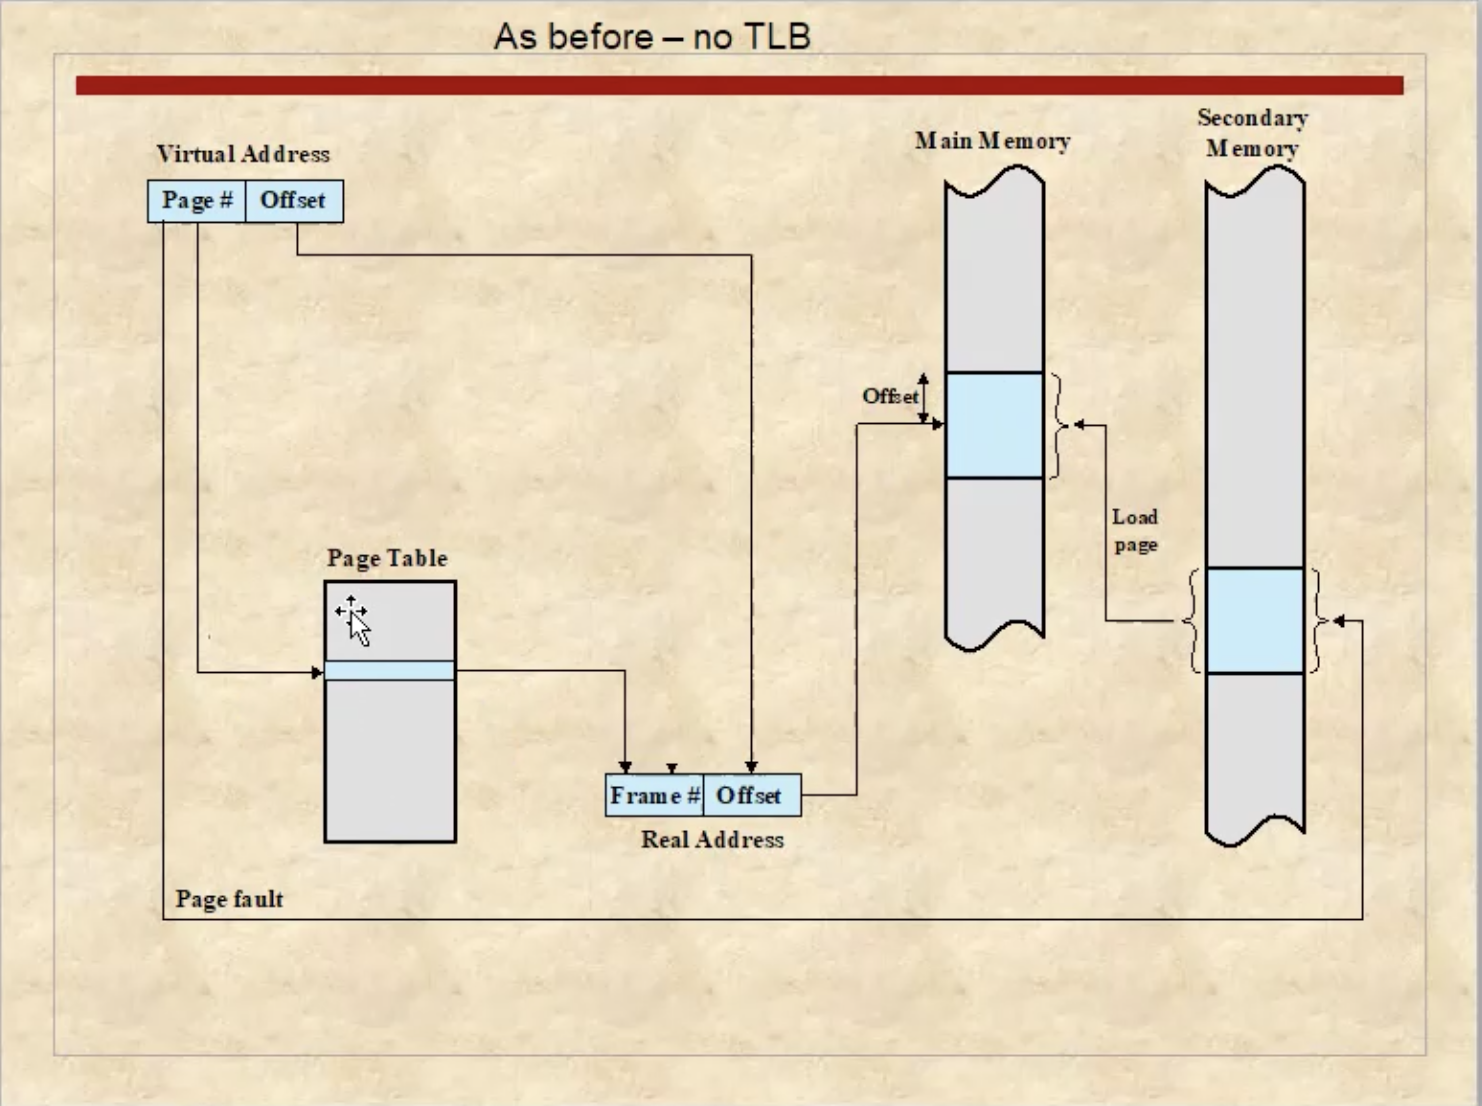 As before – no TLB
Virtual Address
Page # Offset
Main Memory
Secondary
Memory
Offset
Load
page
Page Table
Frame # Offset
Real Address
Page fault